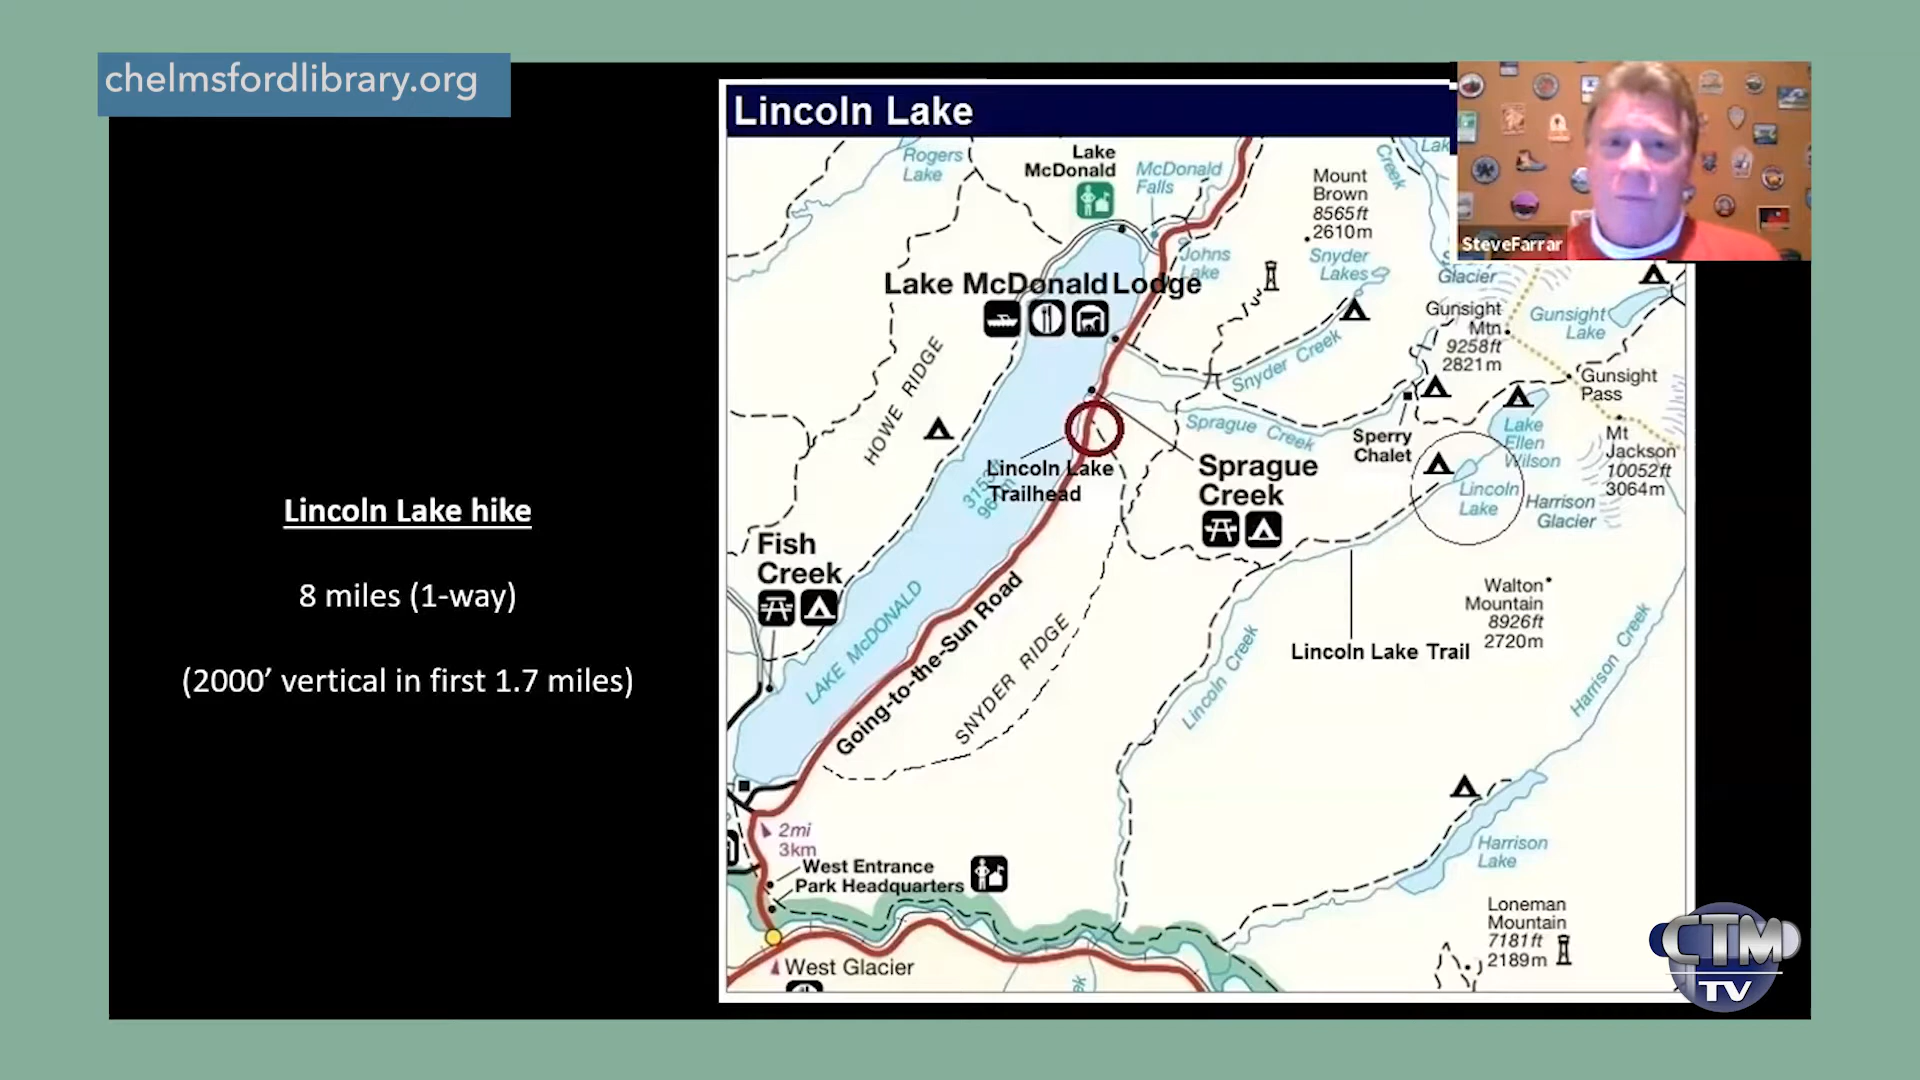 chelmsfordlibrary.org
Lincoln Lake
SteveFarrar
Lincoln Lake hike
8 miles (1-way)
(2000’ vertical in first 1.7 miles)
Rogers
Lake
Lake
McDonald
McDonald
Falls
Creek
Lak
Mount
Brown
8565ft
2610m
Johns
Lake
Snyder
Lakes
Glacier
Lake McDonald Lodge
Gunsight
Mtn
9258ft
2821m
Gunsight
Lake
HOWE RIDGE
Snyder Creek
Gunsight
Pass
Sprague Creek
Sperry
Chalet
Lake
Ellen
Wilson
Mt
Jackson
10052ft
3064m
Lincoln Lake
Trailhead
Sprague
Creek
Lincoln
Lake
Harrison
Glacier
Fish
Creek
LAKE McDONALD
Going-to-the-Sun Road
SNYDER RIDGE
Lincoln Creek
Lincoln Lake Trail
Walton
Mountain
8926ft
2720m
Harrison Creek
2mi
3km
West Entrance
Park Headquarters
Harrison
Lake
Loneman
Mountain
7181ft
2189m
West Glacier
CTM
TV